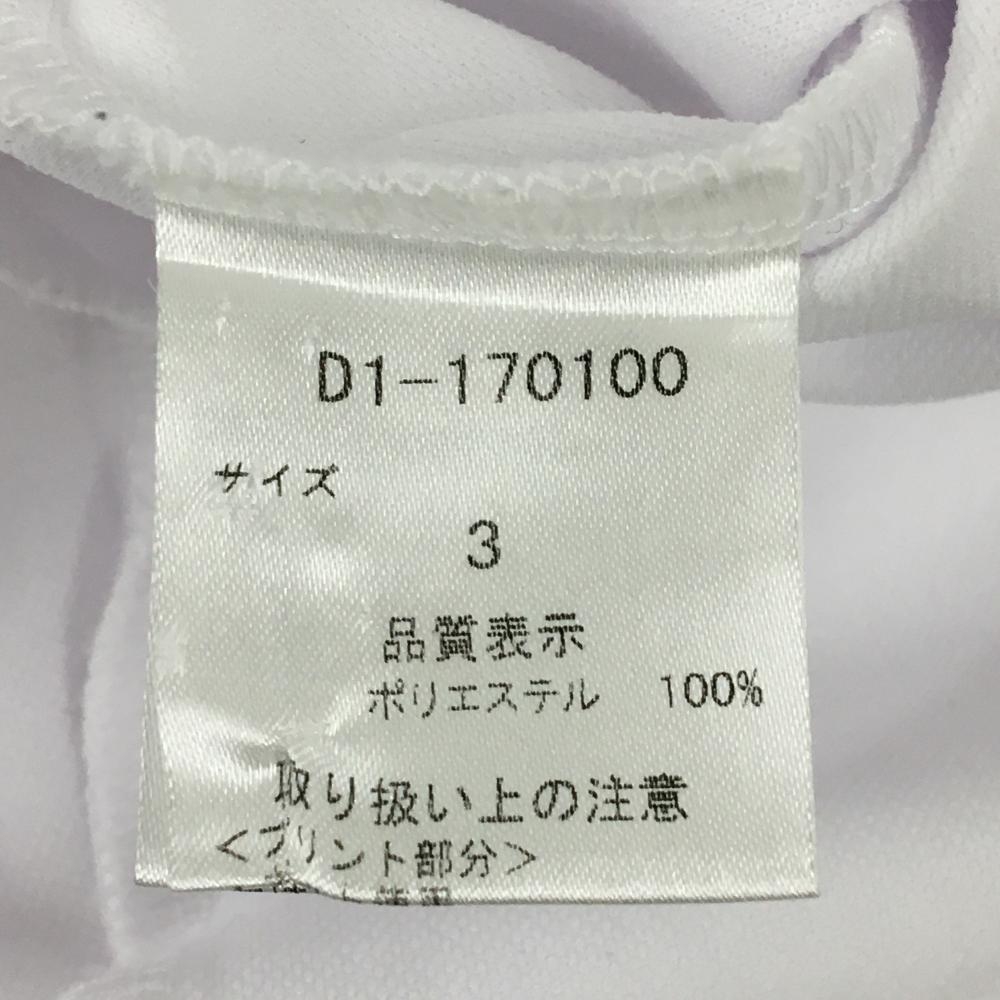 D1-170100
サイズ
3
品質表示
ポリエステル 100%
取り扱い上の注意
<プリント部分>